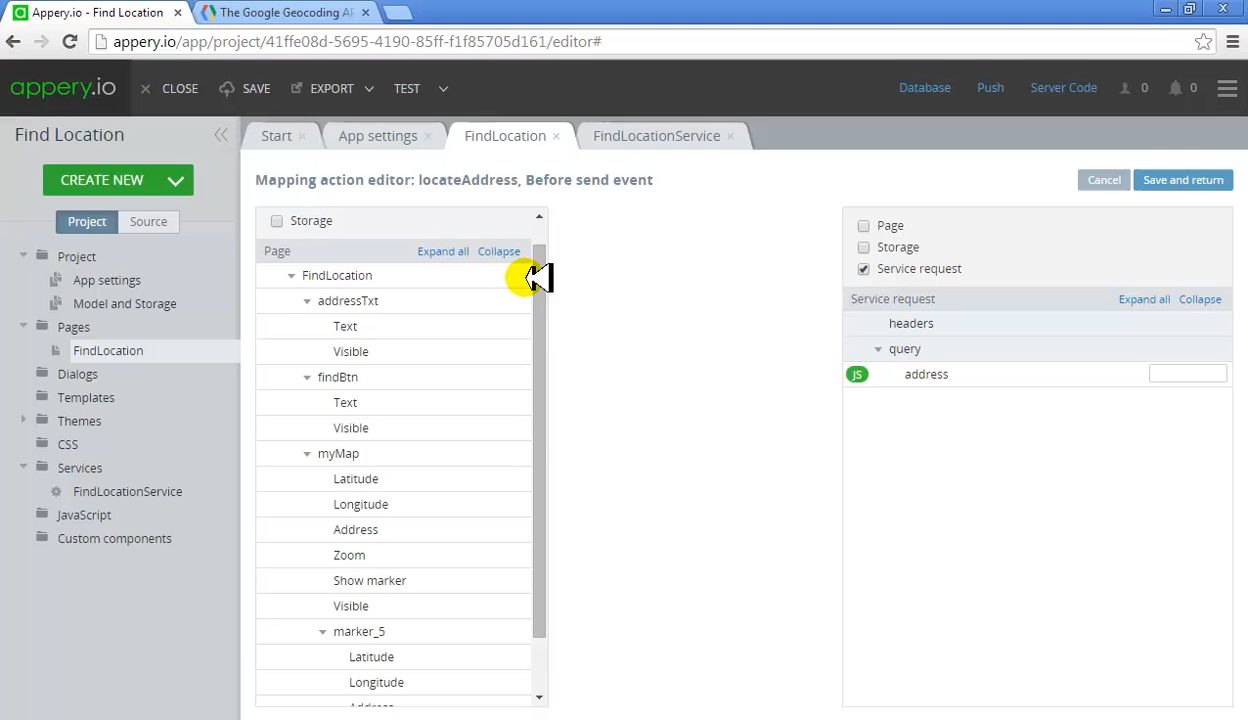 Appery.io - Find Location
The Google Geocoding AP
appery.io/app/project/41ffe08d-5695-4190-85ff-f1f85705d161/editor#
appery.io CLOSE SAVE EXPORT TEST Database Push Server Code 0 0
Find Location
Start App settings FindLocation FindLocationService
CREATE NEW
Project Source
Project
App settings
Model and Storage
Pages
FindLocation
Dialogs
Templates
Themes
CSS
Services
FindLocationService
JavaScript
Custom components
Mapping action editor: locateAddress, Before send event
Cancel Save and return
Storage
Page Expand all Collapse
FindLocation
addressTxt
Text
Visible
findBtn
Text
Visible
myMap
Latitude
Longitude
Address
Zoom
Show marker
Visible
marker_5
Latitude
Longitude
Address
Page
Storage
Service request
Service request Expand all Collapse
headers
query
JS address